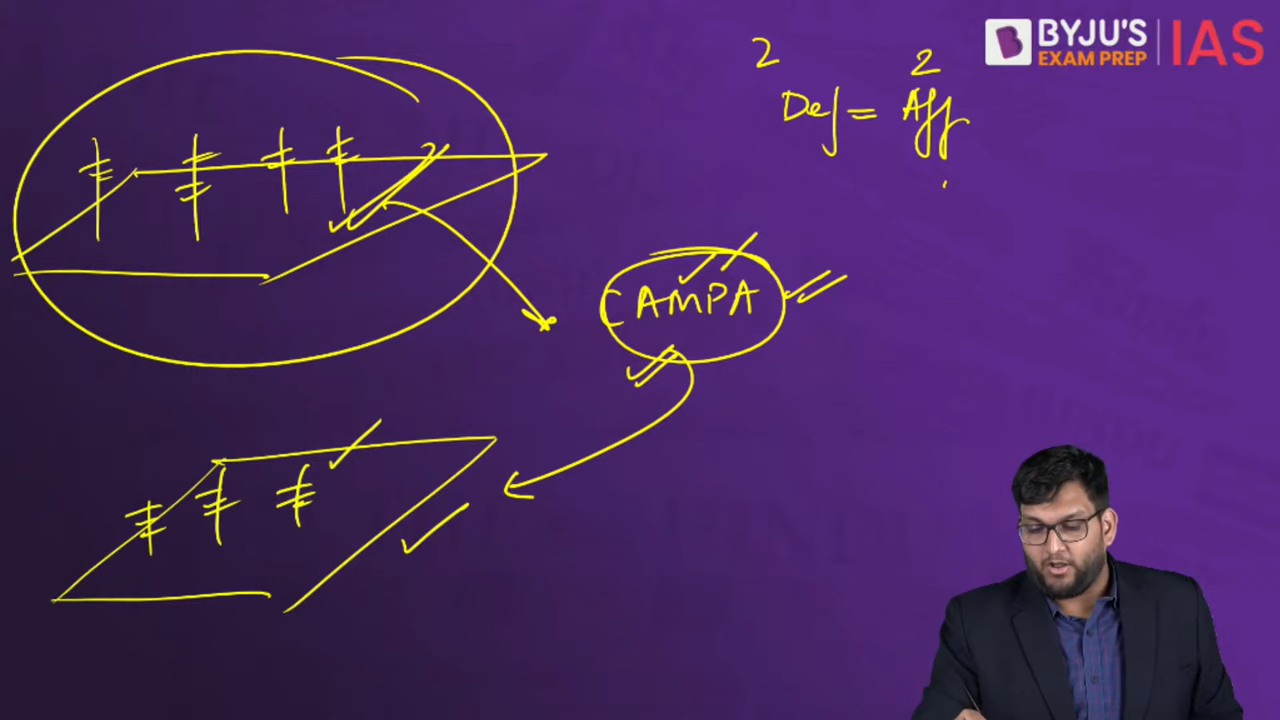 BYJU'S
EXAM PREP
IAS
2 2
Def = Aff
CAMPA